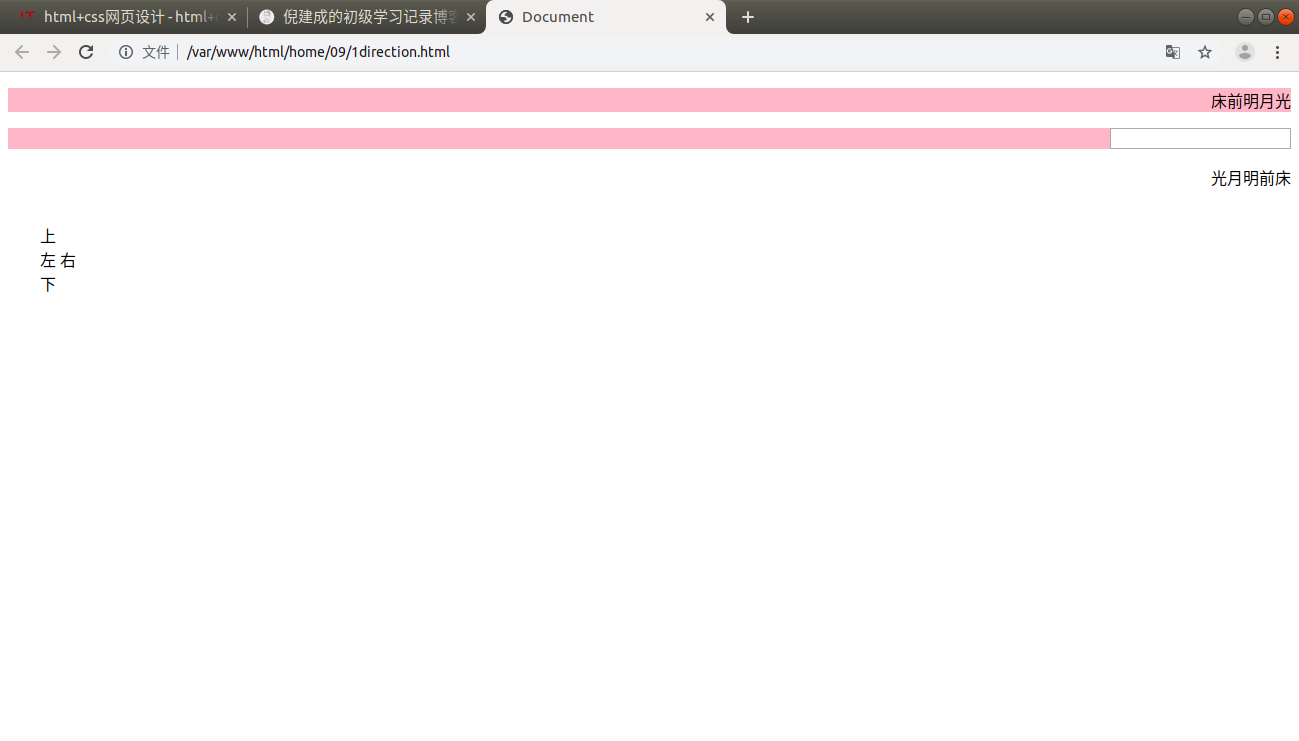 html+css网页设计 - html+c
倪建成的初级学习记录博客
Document
文件 /var/www/html/home/09/1direction.html
床前明月光
光月明前床
上
左 右
下